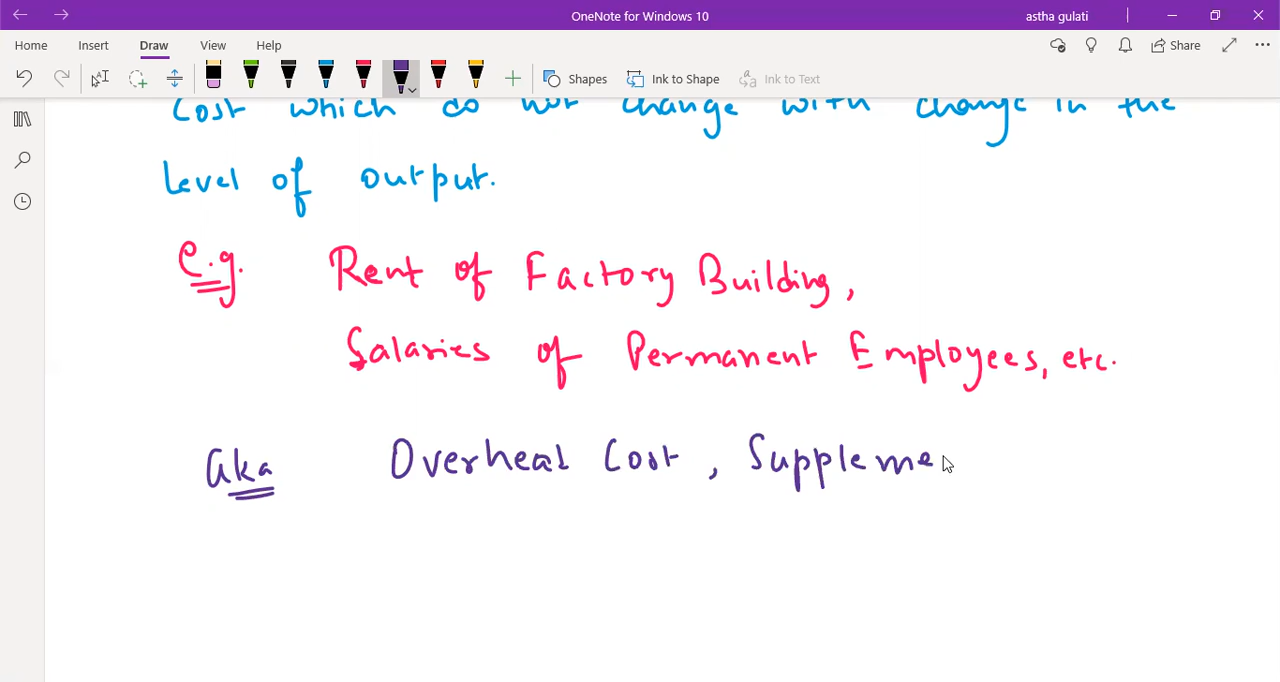 OneNote for Windows 10
astha gulati
Home Insert Draw View Help
Share
Shapes Ink to Shape Ink to Text
Cost which do not change with change in the
level of output.
e.g. Rent of Factory Building,
Salaries of Permanent Employees, etc.
aka Overhead Cost, Suppleme